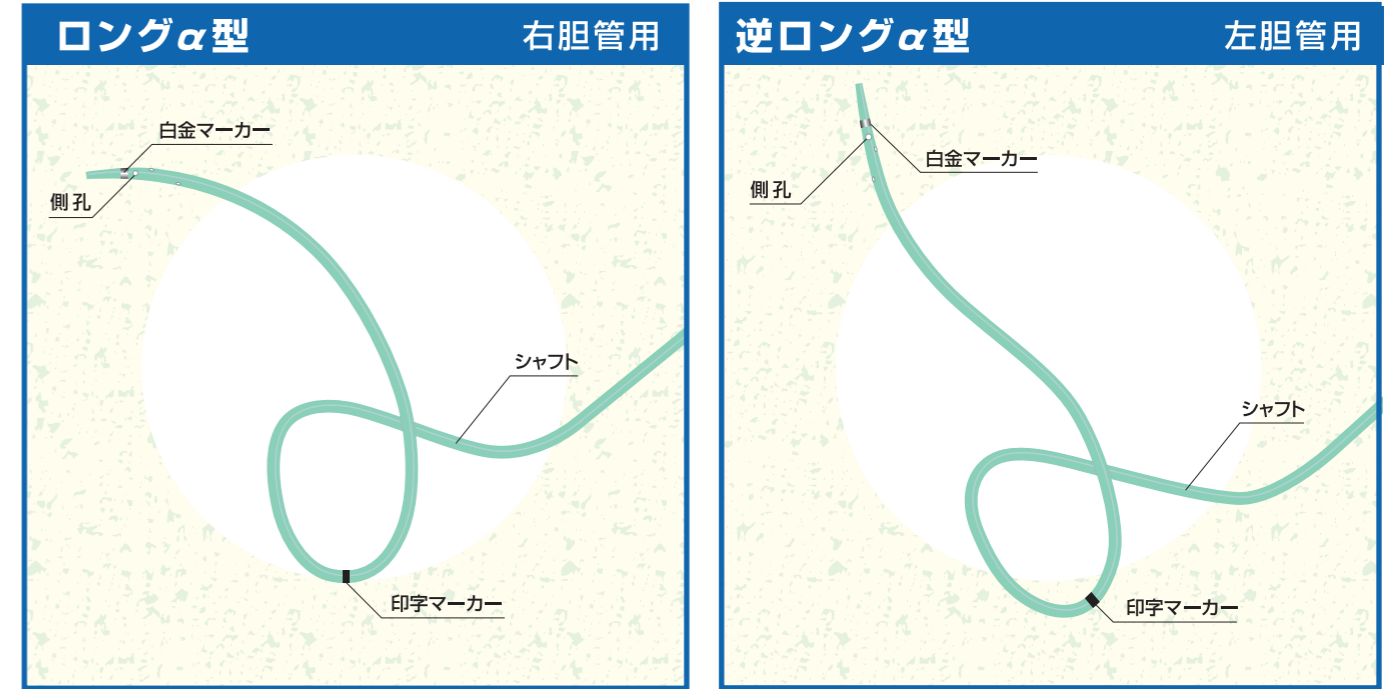 ロングα型 右胆管用
白金マーカー
側孔
シャフト
印字マーカー
逆ロングα型 左胆管用
白金マーカー
側孔
シャフト
印字マーカー